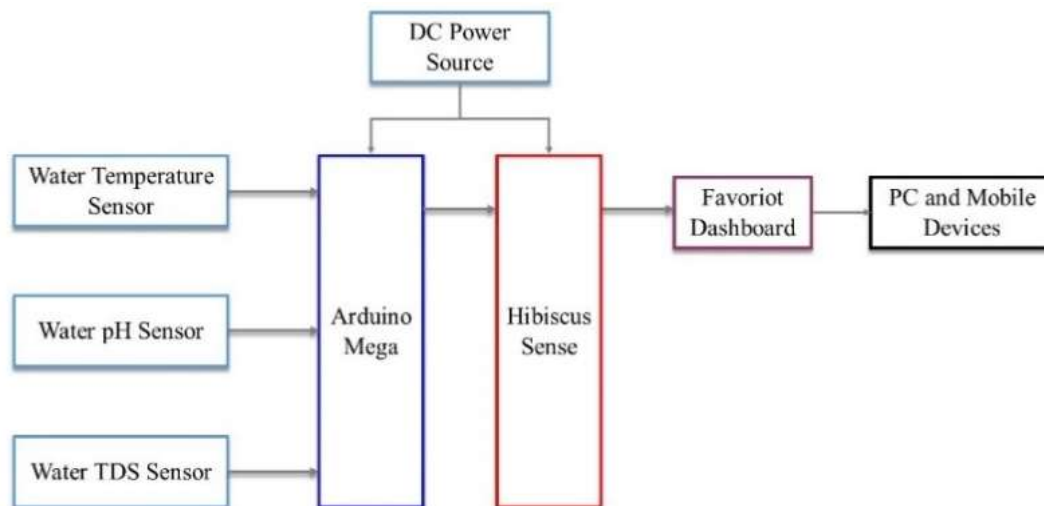 DC Power
Source
Water Temperature
Sensor
Favoriot
Dashboard
PC and Mobile
Devices
Water pH Sensor
Arduino
Mega
Hibiscus
Sense
Water TDS Sensor